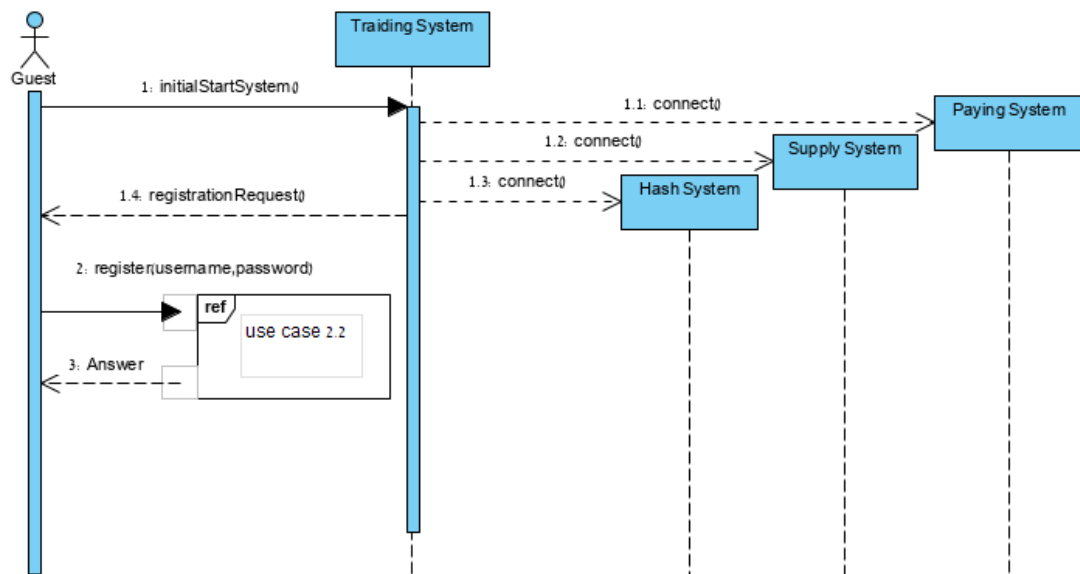 Traiding System
Guest
1: initialStartSystem()
1.1: connect()
Paying System
1.2: connect()
Supply System
1.3: connect()
Hash System
1.4: registrationRequest()
2: register(username,password)
ref
use case 2.2
3: Answer